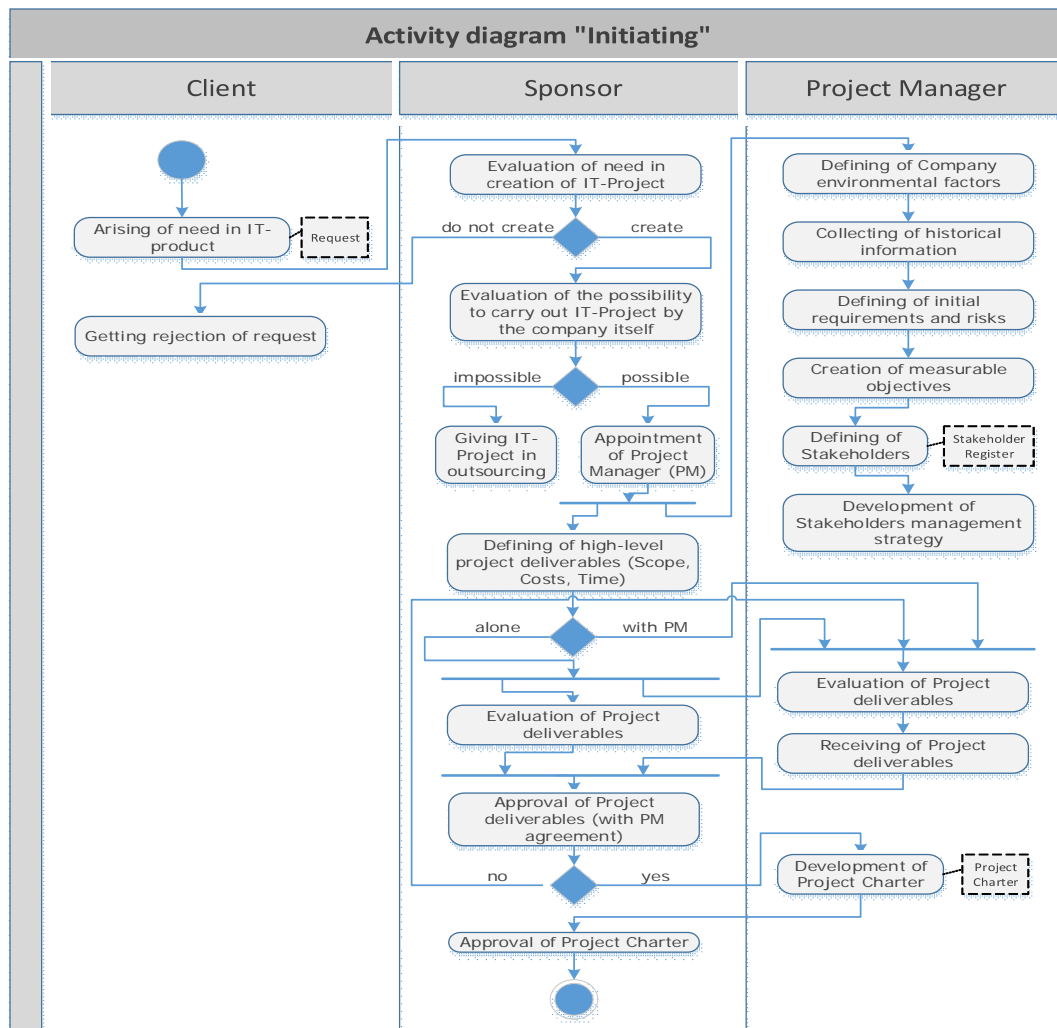 Activity diagram "Initiating"
Client
Sponsor
Project Manager
Arising of need in IT-
product
Request
Getting rejection of request
Evaluation of need in
creation of IT-Project
do not create
create
Evaluation of the possibility
to carry out IT-Project by
the company itself
impossible
possible
Giving IT-
Project in
outsourcing
Appointment
of Project
Manager (PM)
Defining of high-level
project deliverables (Scope,
Costs, Time)
alone
with PM
Evaluation of Project
deliverables
Approval of Project
deliverables (with PM
agreement)
no
yes
Approval of Project Charter
Defining of Company
environmental factors
Collecting of historical
information
Defining of initial
requirements and risks
Creation of measurable
objectives
Defining of
Stakeholders
Stakeholder
Register
Development of
Stakeholders management
strategy
Evaluation of Project
deliverables
Receiving of Project
deliverables
Development of
Project Charter
Project
Charter